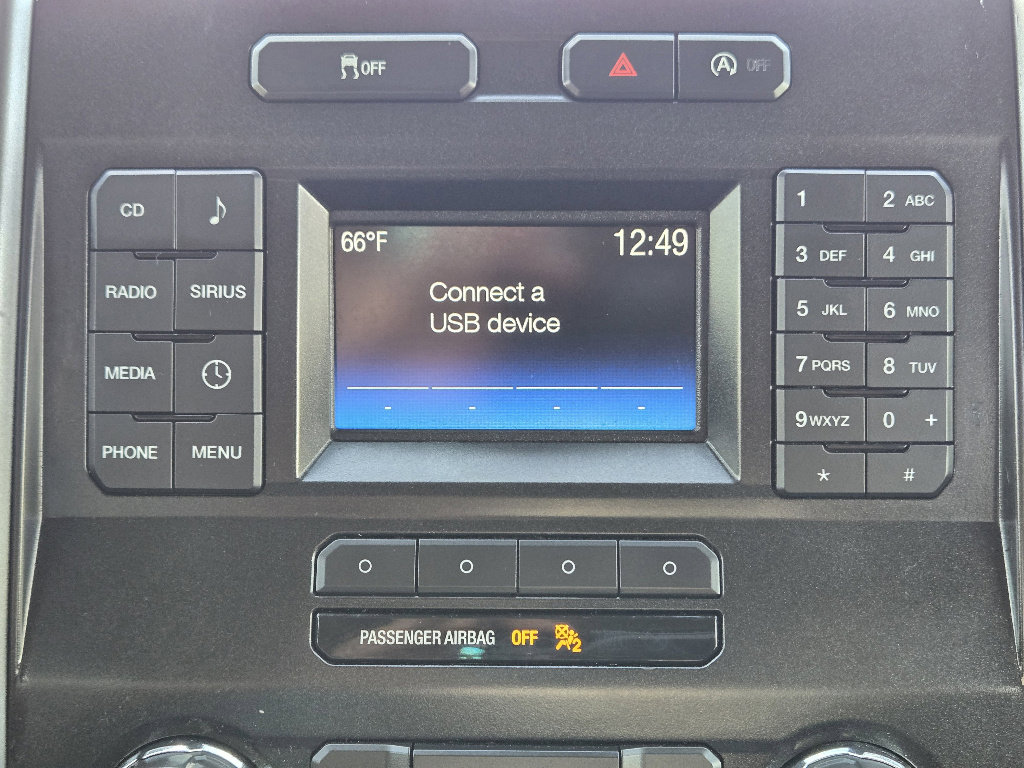 OFF
A OFF
CD
RADIO SIRIUS
MEDIA
PHONE MENU
66°F 12:49
Connect a
USB device
- - - -
1 2 ABC
3 DEF 4 GHI
5 JKL 6 MNO
7 PQRS 8 TUV
9 WXYZ 0 +
* #
PASSENGER AIRBAG OFF 2